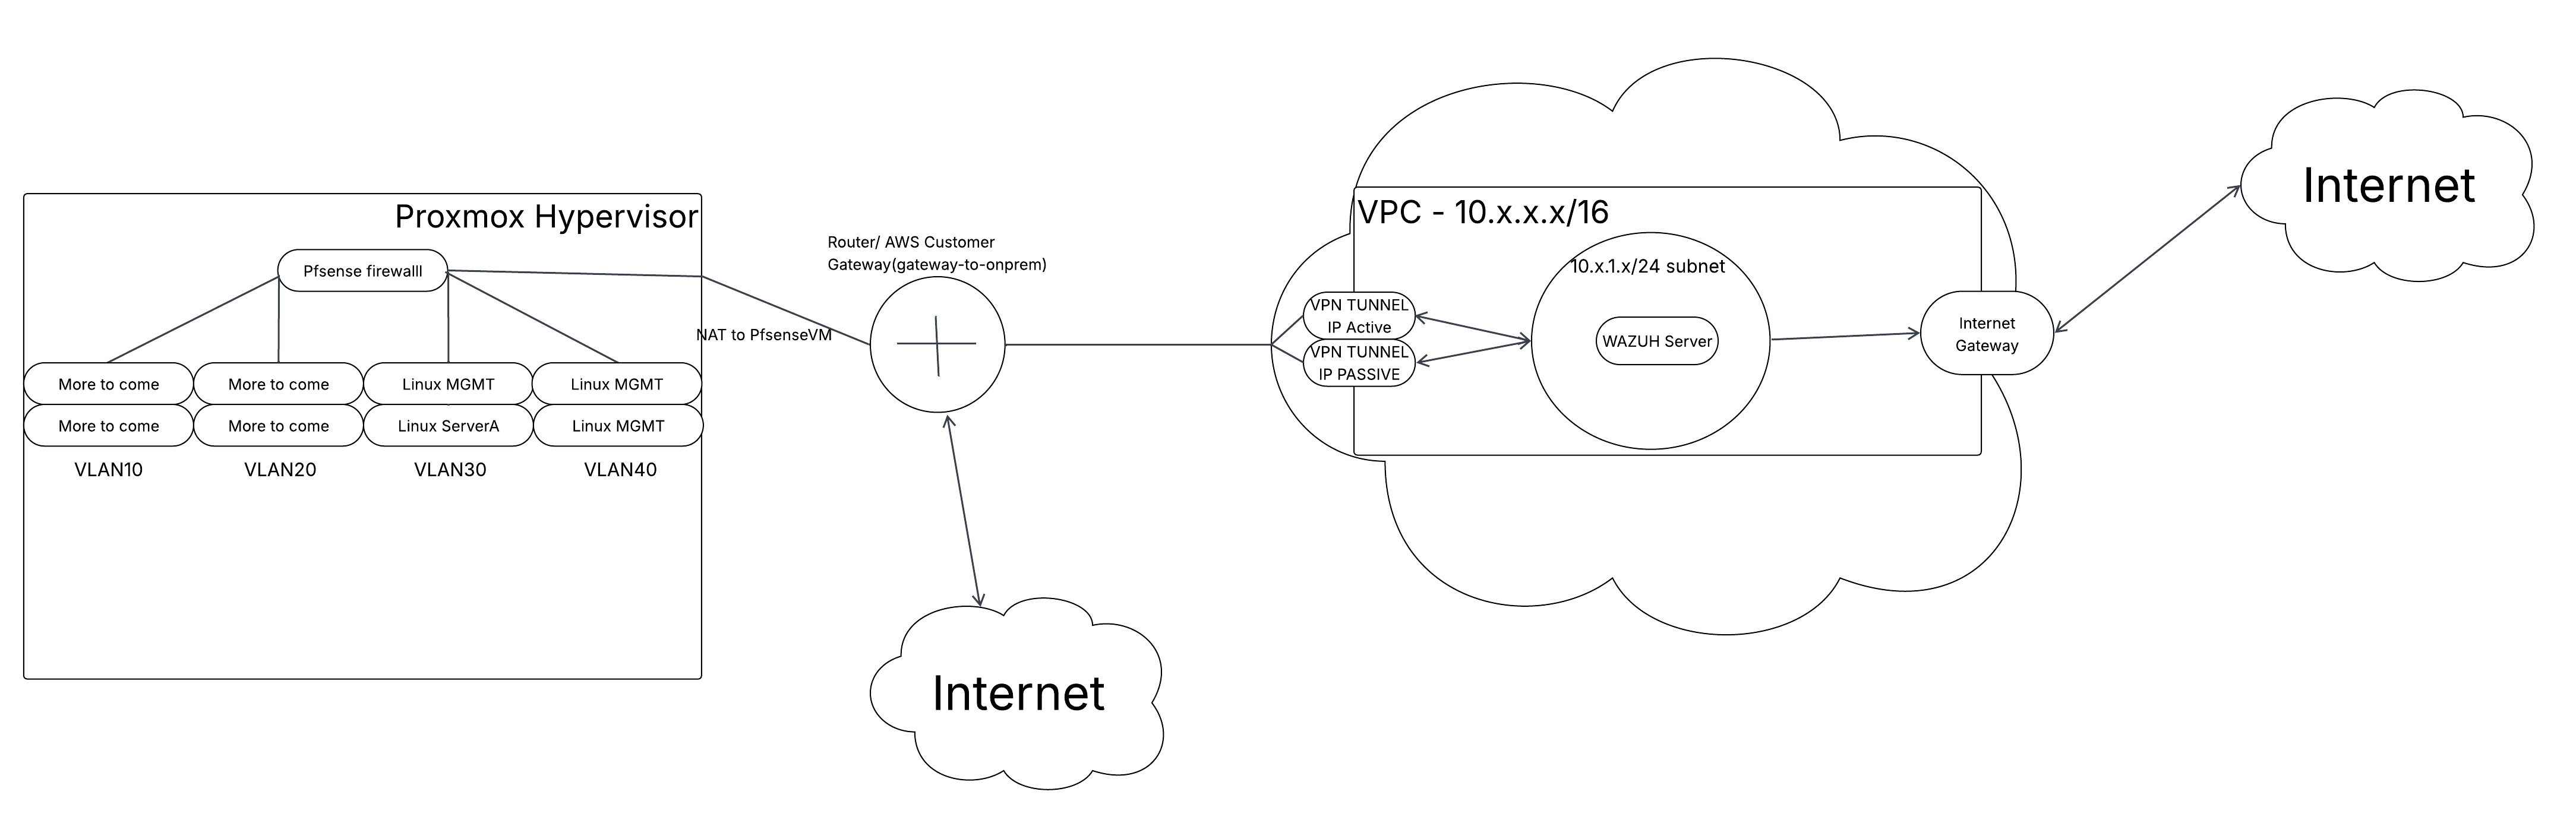 Proxmox Hypervisor
Pfsense firewalll
More to come
More to come
Linux MGMT
Linux MGMT
More to come
More to come
Linux ServerA
Linux MGMT
VLAN10
VLAN20
VLAN30
VLAN40
NAT to PfsenseVM
Router/ AWS Customer
Gateway(gateway-to-onprem)
Internet
VPC - 10.x.x.x/16
10.x.1.x/24 subnet
VPN TUNNEL
IP Active
VPN TUNNEL
IP PASSIVE
WAZUH Server
Internet
Gateway
Internet